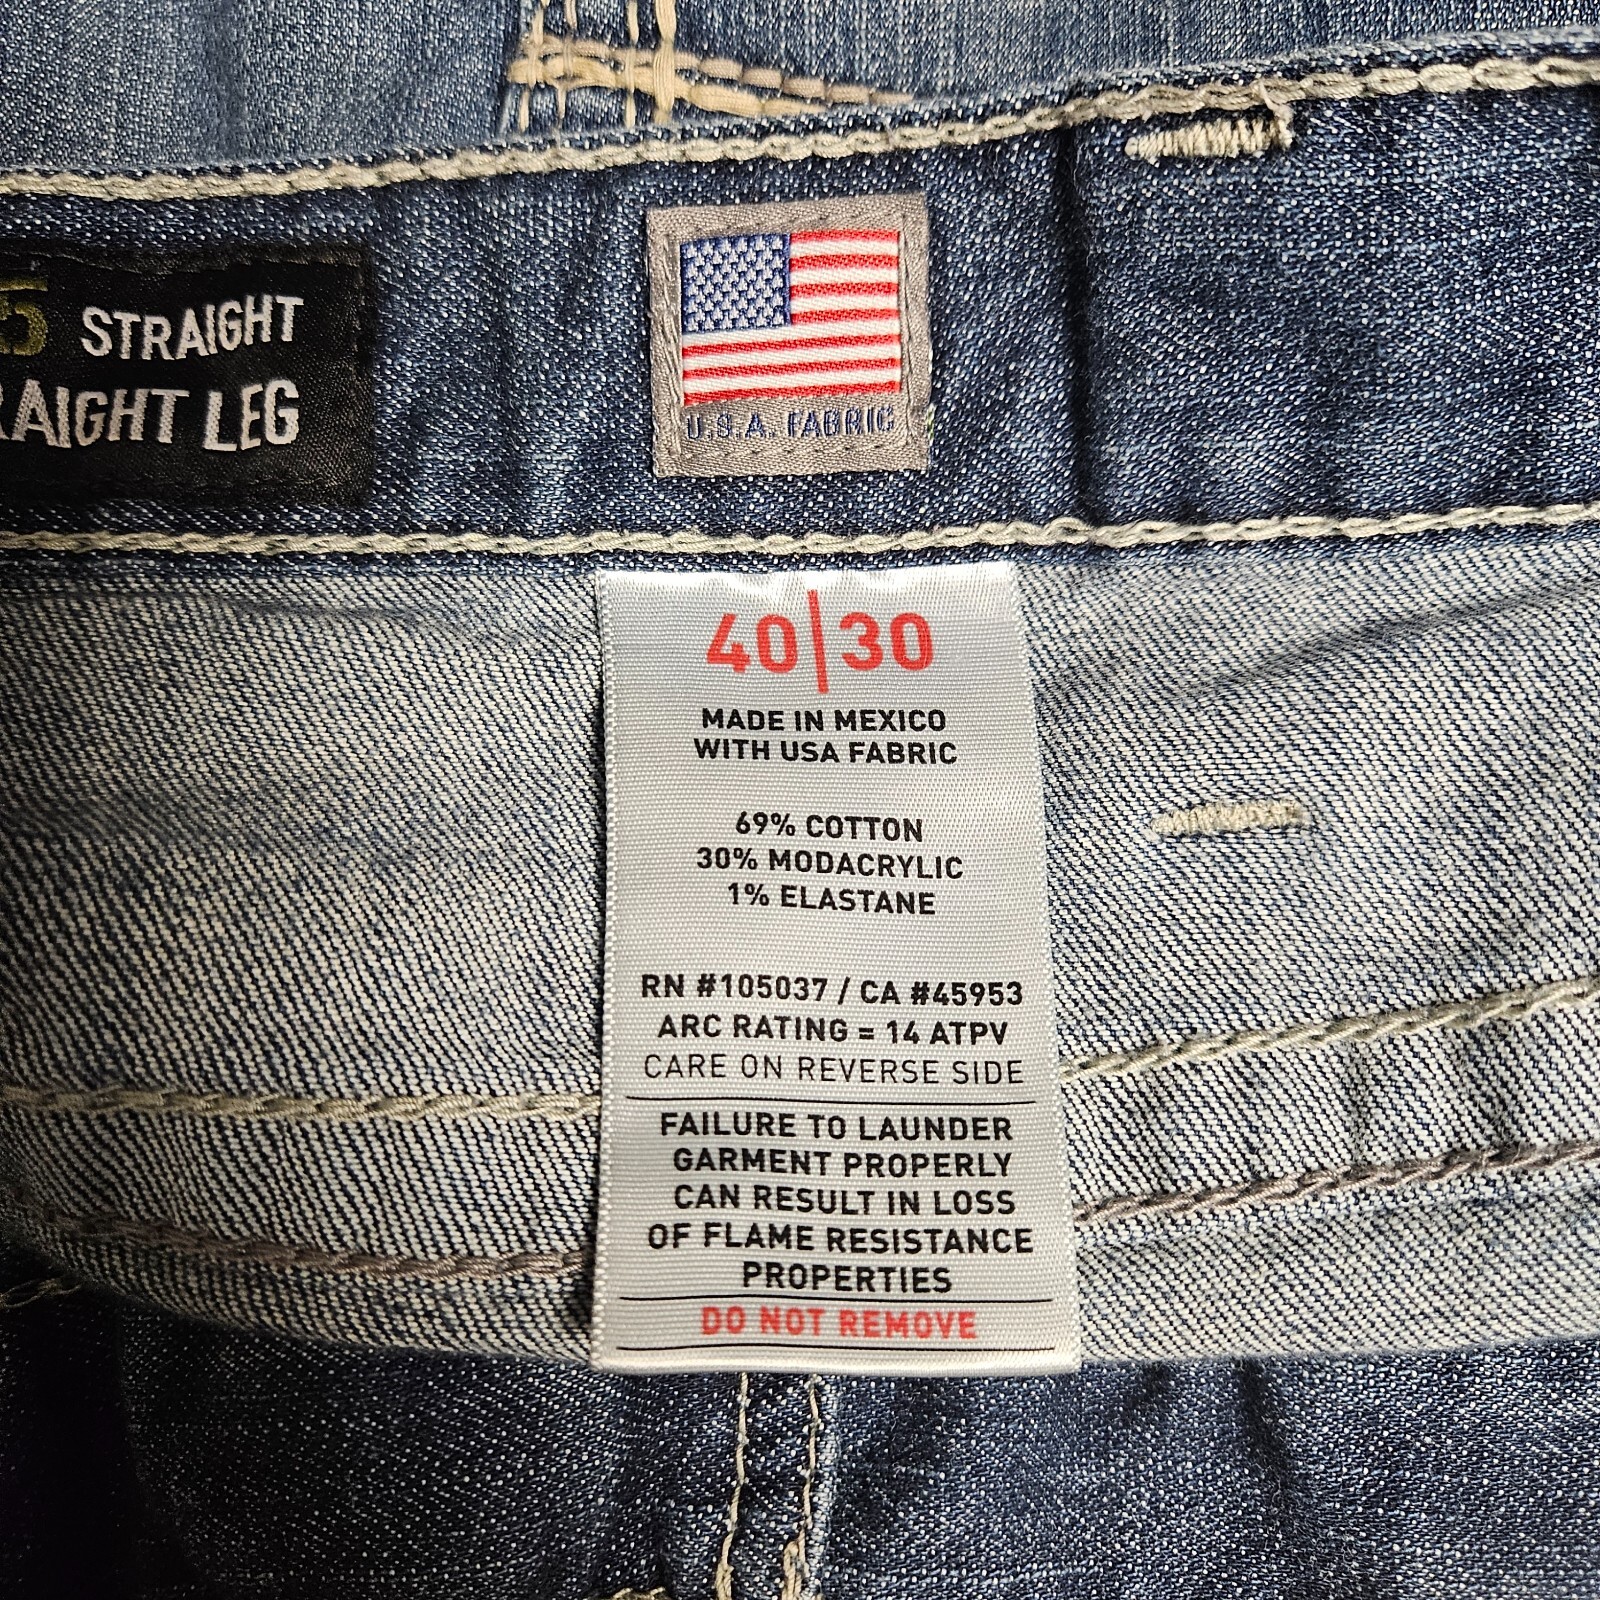 5 STRAIGHT
RAIGHT LEG
U.S.A. FABRIC
40|30
MADE IN MEXICO
WITH USA FABRIC
69% COTTON
30% MODACRYLIC
1% ELASTANE
RN #105037 / CA #45953
ARC RATING = 14 ATPV
CARE ON REVERSE SIDE
FAILURE TO LAUNDER
GARMENT PROPERLY
CAN RESULT IN LOSS
OF FLAME RESISTANCE
PROPERTIES
DO NOT REMOVE